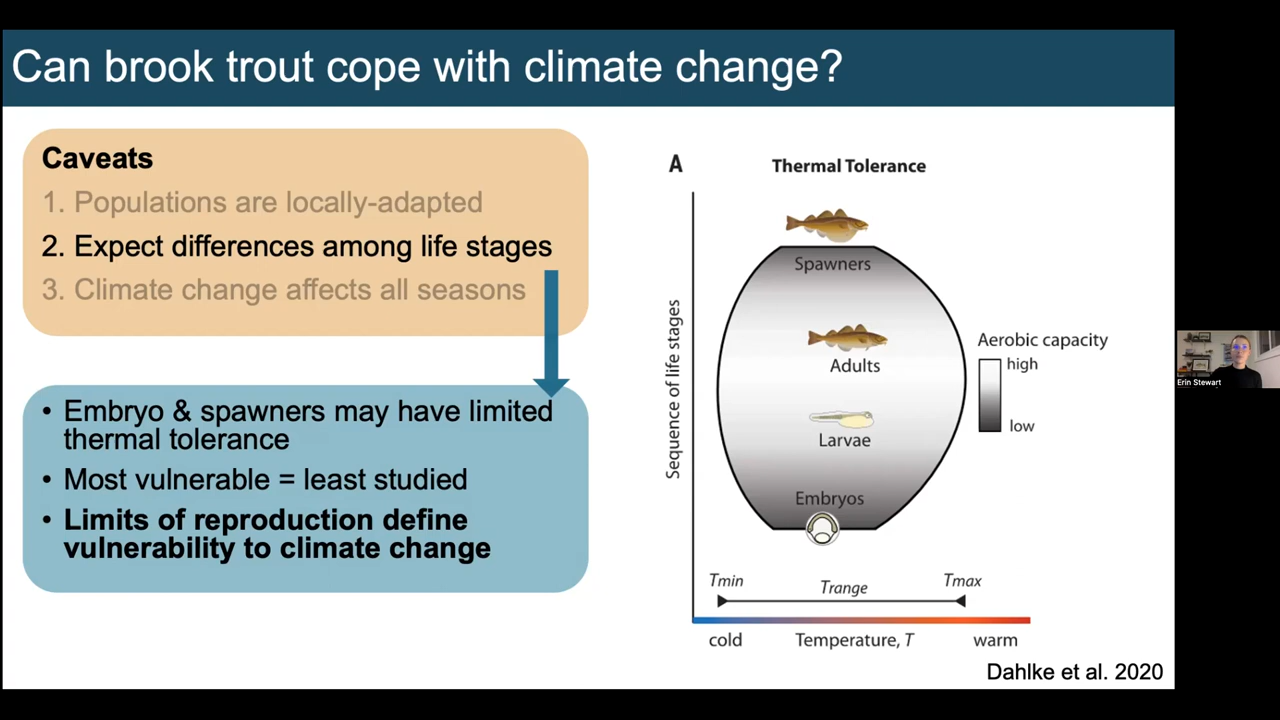 Can brook trout cope with climate change?
Caveats
1. Populations are locally-adapted
2. Expect differences among life stages
3. Climate change affects all seasons
• Embryo & spawners may have limited
thermal tolerance
• Most vulnerable = least studied
• Limits of reproduction define
vulnerability to climate change
A
Thermal Tolerance
Sequence of life stages
Spawners
Adults
Larvae
Embryos
Aerobic capacity
high
low
Tmin
Trange
Tmax
cold
Temperature, T
warm
Dahlke et al. 2020
Erin Stewart